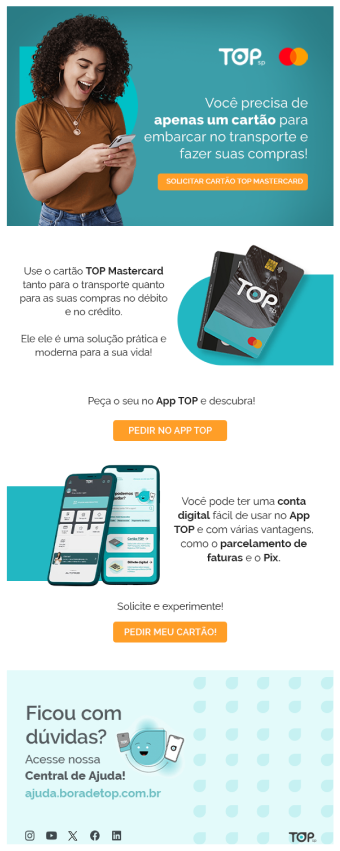 TOP SP
Você precisa de
apenas um cartão para
embarcar no transporte e
fazer suas compras!
SOLICITAR CARTÃO TOP MASTERCARD
Use o cartão TOP Mastercard
tanto para o transporte quanto
para as suas compras no débito
e no crédito.
Ele ele é uma solução prática e
moderna para a sua vida!
TOP SP
Peça o seu no App TOP e descubra!
PEDIR NO APP TOP
Você pode ter uma conta
digital fácil de usar no App
TOP e com várias vantagens,
como o parcelamento de
faturas e o Pix.
Solicite e experimente!
PEDIR MEU CARTÃO!
Ficou com
dúvidas?
Acesse nossa
Central de Ajuda!
ajuda.boradetop.com.br
TOP